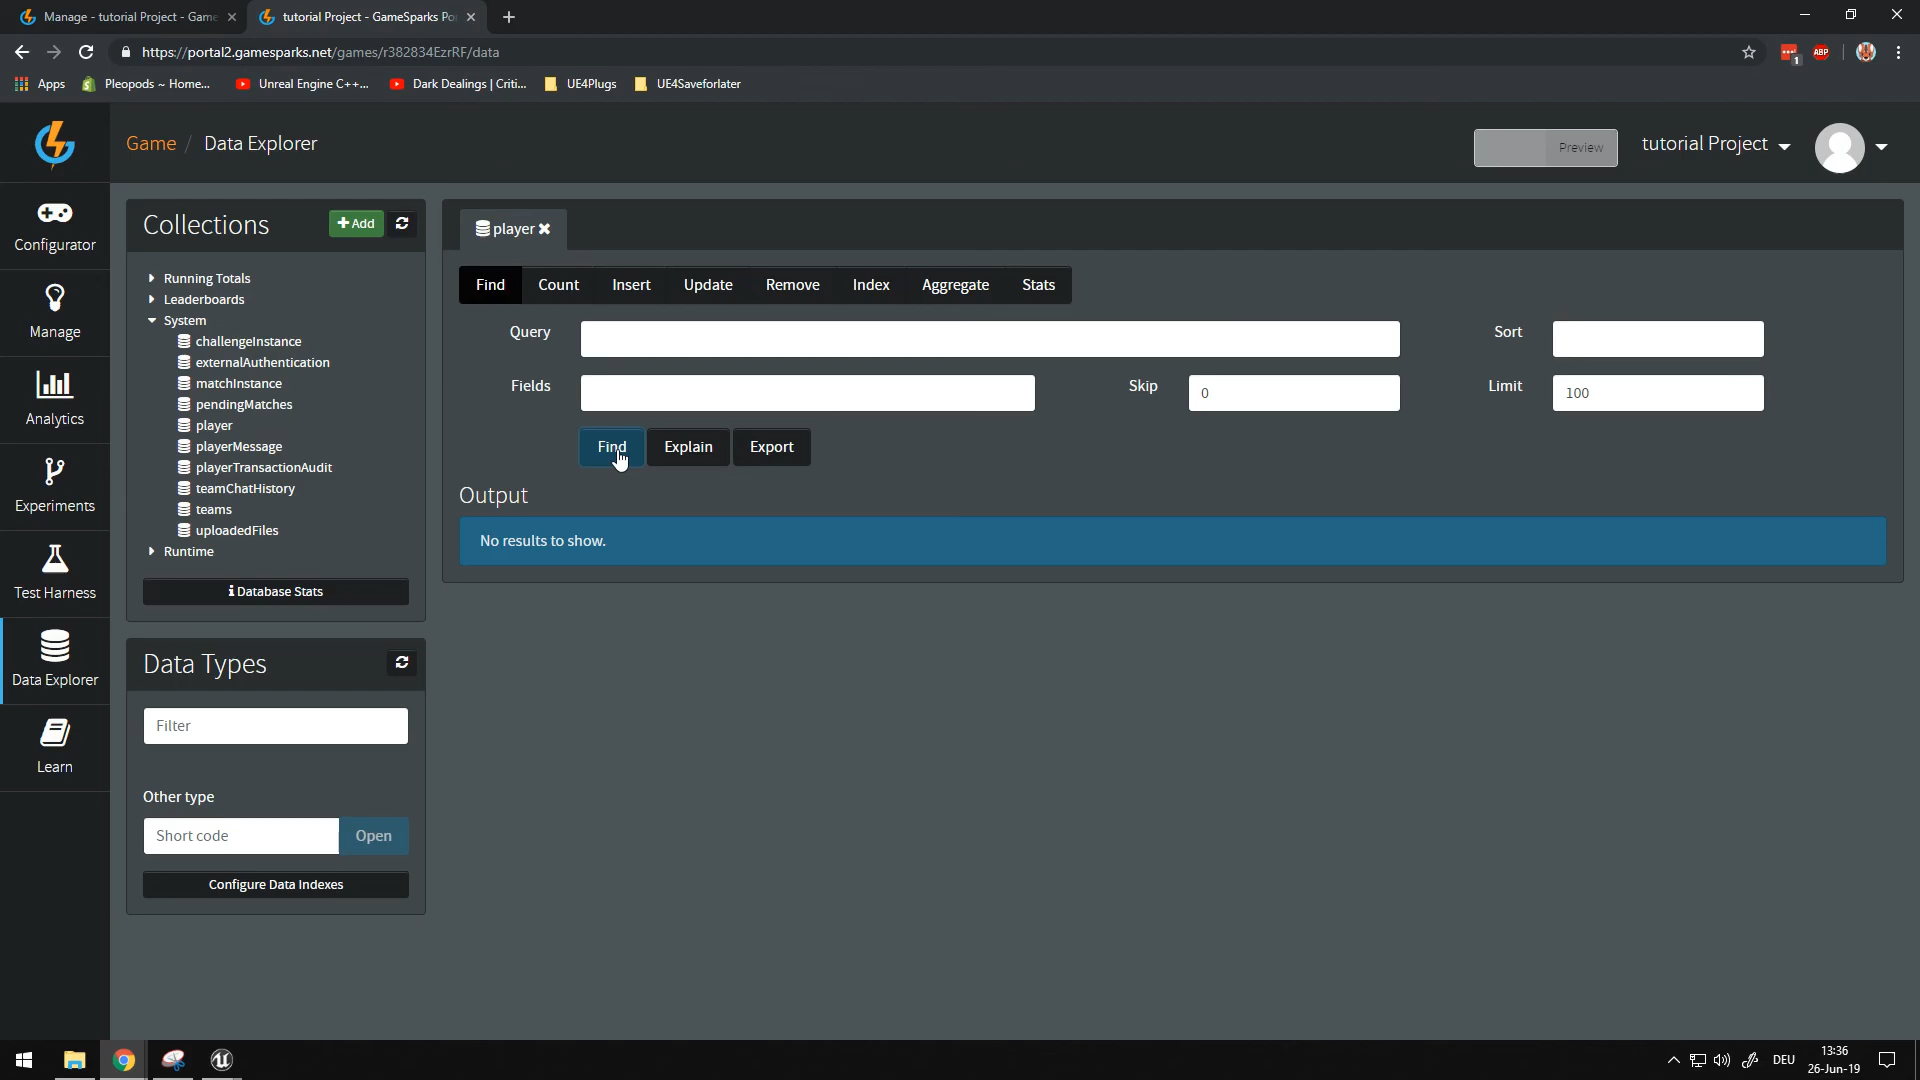 Manage - tutorial Project - Game
tutorial Project - GameSparks Po
https://portal2.gamesparks.net/games/r382834EzrRF/data
1
ABP
Apps
Pleopods ~ Home...
Unreal Engine C++...
Dark Dealings | Criti...
UE4Plugs
UE4Saveforlater
Game / Data Explorer
Preview
tutorial Project
Configurator
Manage
Analytics
Experiments
Test Harness
Data Explorer
Learn
Collections
Add
Running Totals
Leaderboards
System
challengeInstance
externalAuthentication
matchInstance
pendingMatches
player
playerMessage
playerTransactionAudit
teamChatHistory
teams
uploadedFiles
Runtime
Database Stats
Data Types
Filter
Other type
Short code
Open
Configure Data Indexes
player
Find
Count
Insert
Update
Remove
Index
Aggregate
Stats
Query
Sort
Fields
Skip
0
Limit
100
Find
Explain
Export
Output
No results to show.
DEU
13:36
26-Jun-19